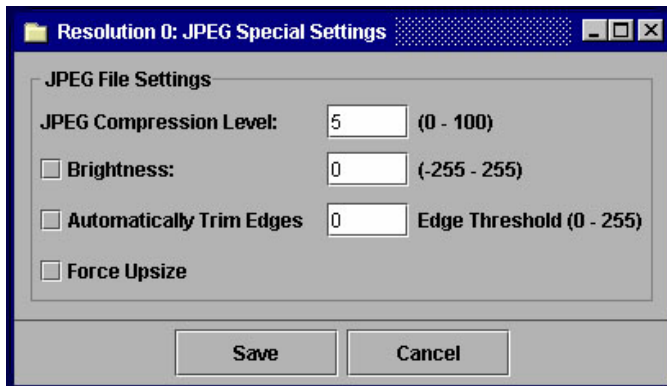 Resolution 0: JPEG Special Settings
JPEG File Settings
JPEG Compression Level: 5 (0 - 100)
Brightness: 0 (-255 - 255)
Automatically Trim Edges 0 Edge Threshold (0 - 255)
Force Upsize
Save Cancel